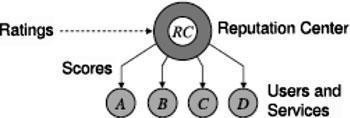 Ratings
RC
Reputation Center
Scores
A B C D
Users and
Services